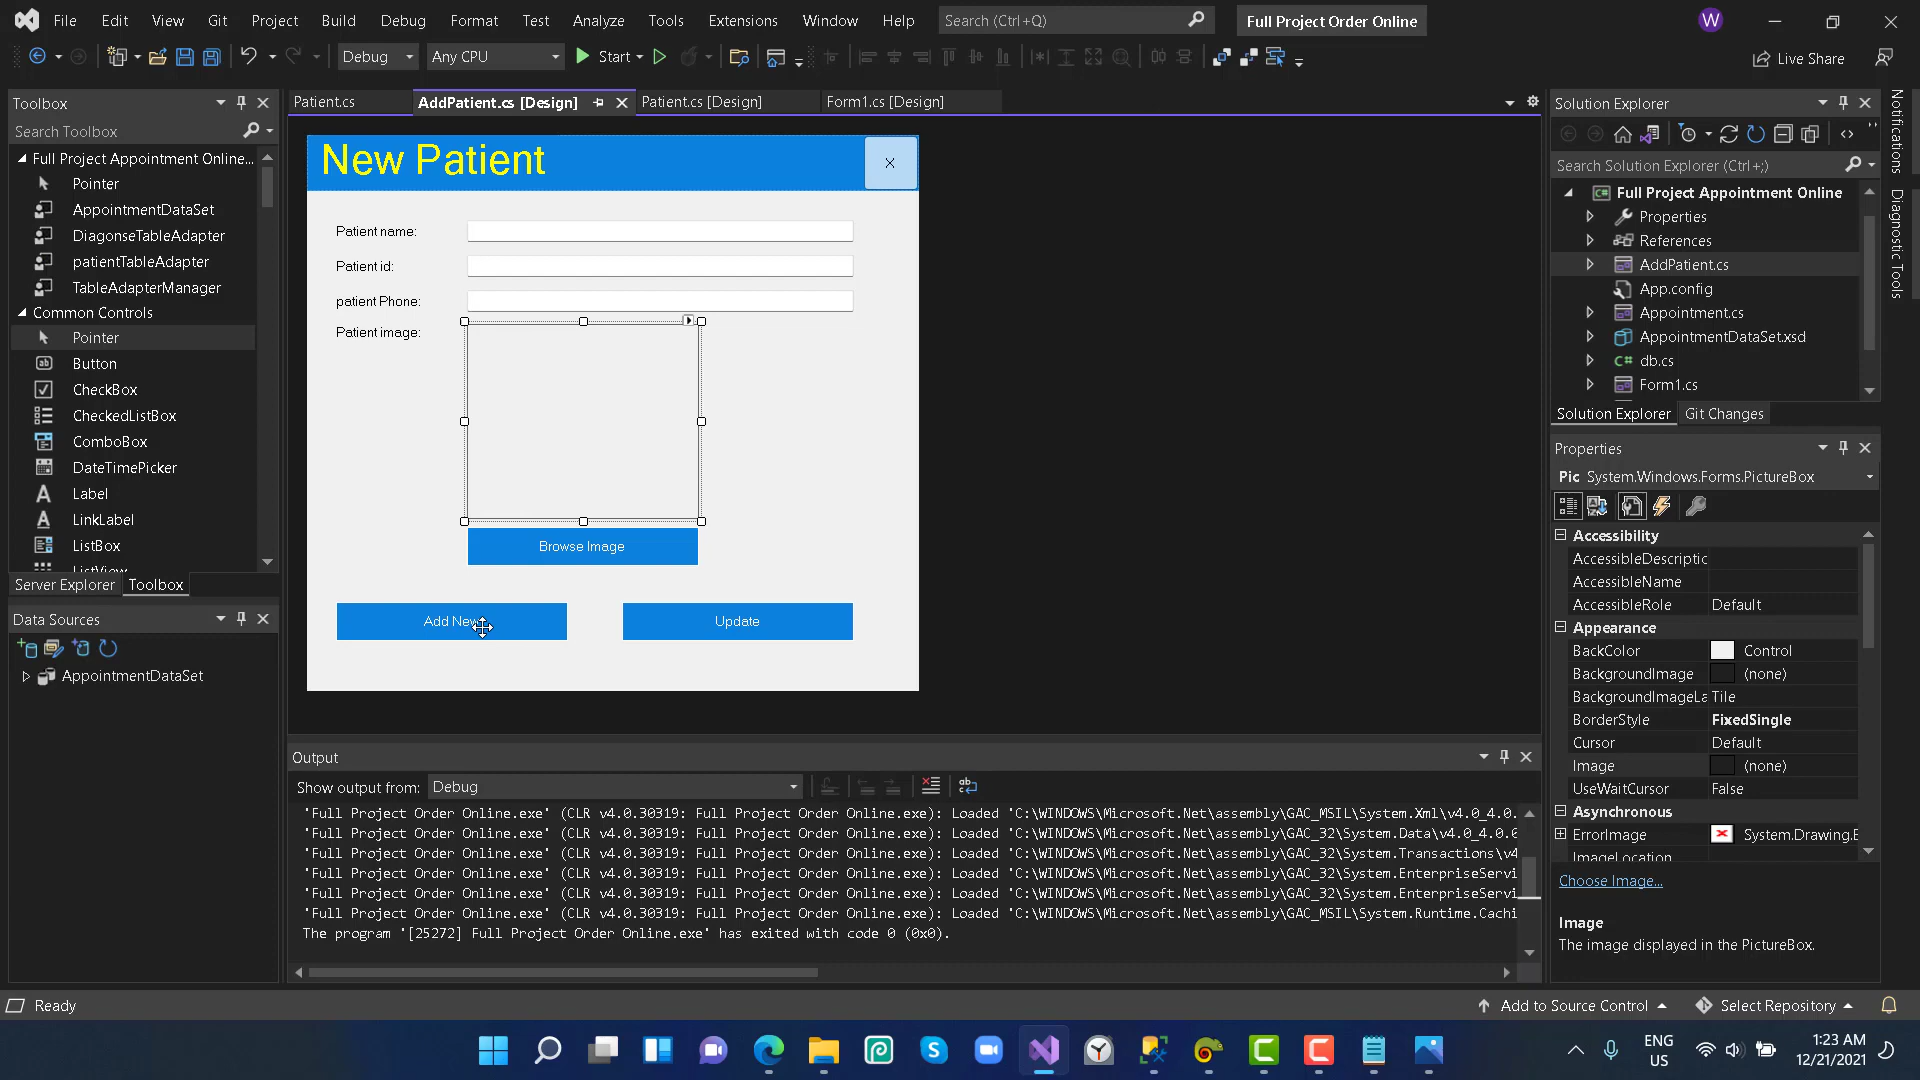 File Edit View Git Project Build Debug Format Test Analyze Tools Extensions Window Help Search (Ctrl+Q) Full Project Order Online W
Debug Any CPU Start Live Share
Toolbox
Search Toolbox
Full Project Appointment Online...
Pointer
AppointmentDataSet
DiagonseTableAdapter
patientTableAdapter
TableAdapterManager
Common Controls
Pointer
Button
CheckBox
CheckedListBox
ComboBox
DateTimePicker
Label
LinkLabel
ListBox
ListView
Server Explorer Toolbox
Data Sources
AppointmentDataSet
Patient.cs AddPatient.cs [Design] Patient.cs [Design] Form1.cs [Design]
New Patient X
Patient name:
Patient id:
patient Phone:
Patient image:
Browse Image
Add New Update
Output
Show output from: Debug
'Full Project Order Online.exe' (CLR v4.0.30319: Full Project Order Online.exe): Loaded 'C:\WINDOWS\Microsoft.Net\assembly\GAC_MSIL\System.Xml\v4.0_4.0.
'Full Project Order Online.exe' (CLR v4.0.30319: Full Project Order Online.exe): Loaded 'C:\WINDOWS\Microsoft.Net\assembly\GAC_32\System.Data\v4.0_4.0.0
'Full Project Order Online.exe' (CLR v4.0.30319: Full Project Order Online.exe): Loaded 'C:\WINDOWS\Microsoft.Net\assembly\GAC_32\System.Transactions\v4
'Full Project Order Online.exe' (CLR v4.0.30319: Full Project Order Online.exe): Loaded 'C:\WINDOWS\Microsoft.Net\assembly\GAC_32\System.EnterpriseServi
'Full Project Order Online.exe' (CLR v4.0.30319: Full Project Order Online.exe): Loaded 'C:\WINDOWS\Microsoft.Net\assembly\GAC_32\System.EnterpriseServi
'Full Project Order Online.exe' (CLR v4.0.30319: Full Project Order Online.exe): Loaded 'C:\WINDOWS\Microsoft.Net\assembly\GAC_MSIL\System.Runtime.Cachi
The program '[25272] Full Project Order Online.exe' has exited with code 0 (0x0).
Solution Explorer
Search Solution Explorer (Ctrl+;)
Full Project Appointment Online
Properties
References
AddPatient.cs
App.config
Appointment.cs
AppointmentDataSet.xsd
db.cs
Form1.cs
Solution Explorer Git Changes
Properties
Pic System.Windows.Forms.PictureBox
Accessibility
AccessibleDescriptic
AccessibleName
AccessibleRole Default
Appearance
BackColor Control
BackgroundImage (none)
BackgroundImageLa Tile
BorderStyle FixedSingle
Cursor Default
Image (none)
UseWaitCursor False
Asynchronous
ErrorImage System.Drawing.E
ImageLocation
Choose Image...
Image
The image displayed in the PictureBox.
Notifications
Diagnostic Tools
Ready Add to Source Control Select Repository
ENG
US
1:23 AM
12/21/2021